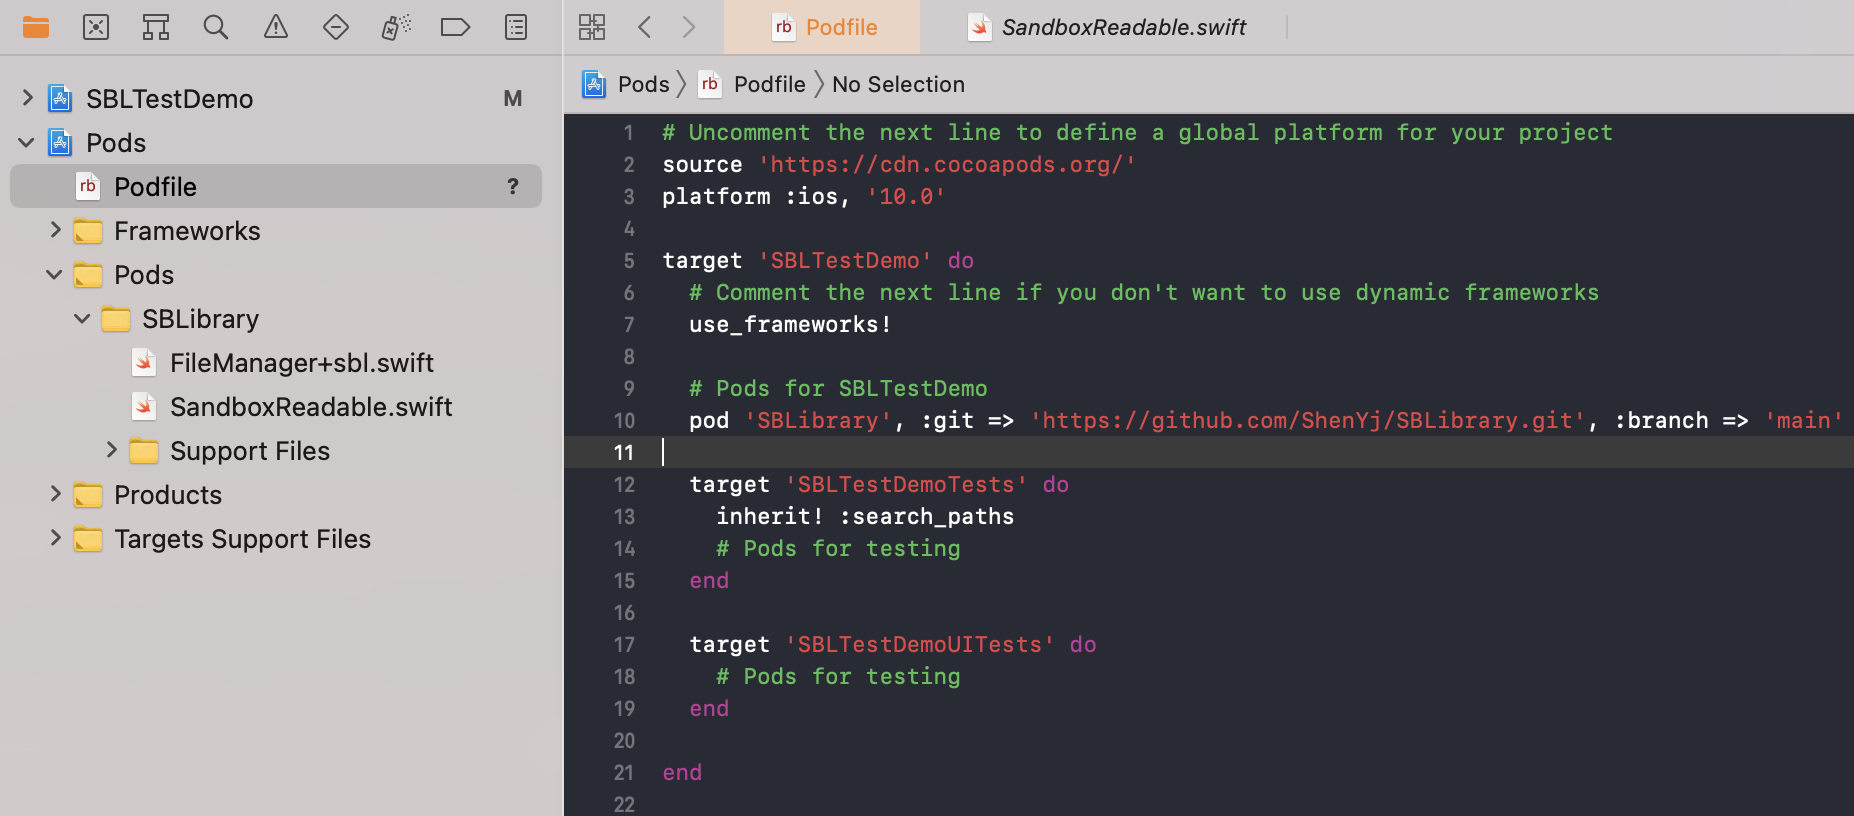 SBLTestDemo M
Pods
rb Podfile ?
Frameworks
Pods
SBLibrary
FileManager+sbl.swift
SandboxReadable.swift
Support Files
Products
Targets Support Files
rb Podfile SandboxReadable.swift
Pods rb Podfile No Selection
1 # Uncomment the next line to define a global platform for your project
2 source 'https://cdn.cocoapods.org/'
3 platform :ios, '10.0'
4
5 target 'SBLTestDemo' do
6 # Comment the next line if you don't want to use dynamic frameworks
7 use_frameworks!
8
9 # Pods for SBLTestDemo
10 pod 'SBLibrary', :git => 'https://github.com/ShenYj/SBLibrary.git', :branch => 'main'
11
12 target 'SBLTestDemoTests' do
13 inherit! :search_paths
14 # Pods for testing
15 end
16
17 target 'SBLTestDemoUITests' do
18 # Pods for testing
19 end
20
21 end
22